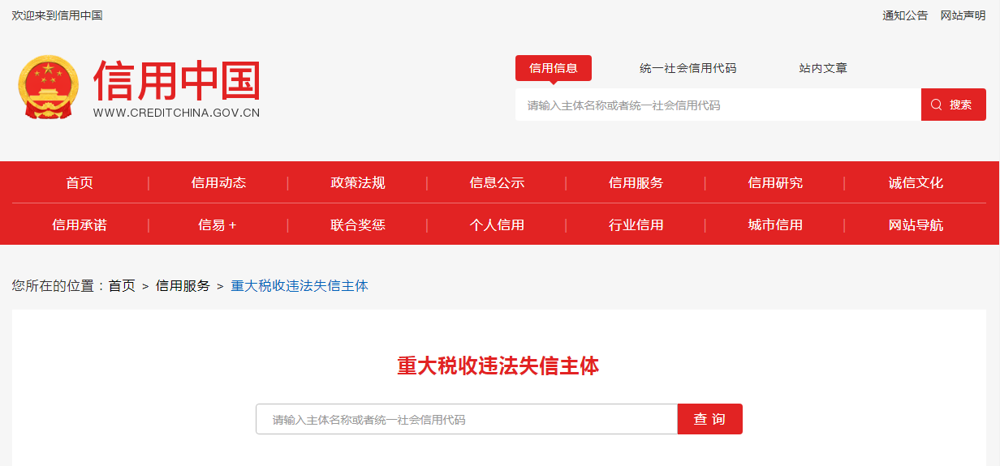 欢迎来到信用中国
通知公告 网站声明
信用中国
WWW.CREDITCHINA.GOV.CN
信用信息 统一社会信用代码 站内文章
请输入主体名称或者统一社会信用代码 搜索
首页 | 信用动态 | 政策法规 | 信息公示 | 信用服务 | 信用研究 | 诚信文化
信用承诺 | 信易+ | 联合奖惩 | 个人信用 | 行业信用 | 城市信用 | 网站导航
您所在的位置：首页 > 信用服务 > 重大税收违法失信主体
重大税收违法失信主体
请输入主体名称或者统一社会信用代码 查 询